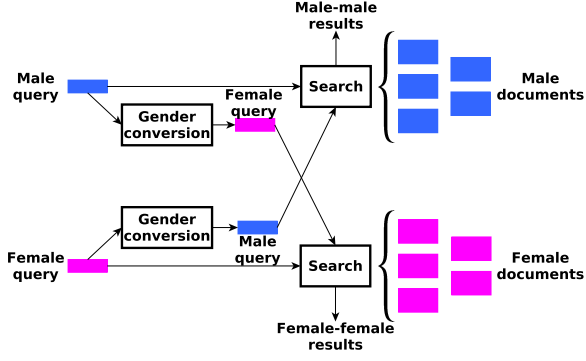 Male-male
results
Male
query
Search
Male
documents
Female
query
Gender
conversion
Gender
conversion
Male
query
Female
query
Search
Female
documents
Female-female
results